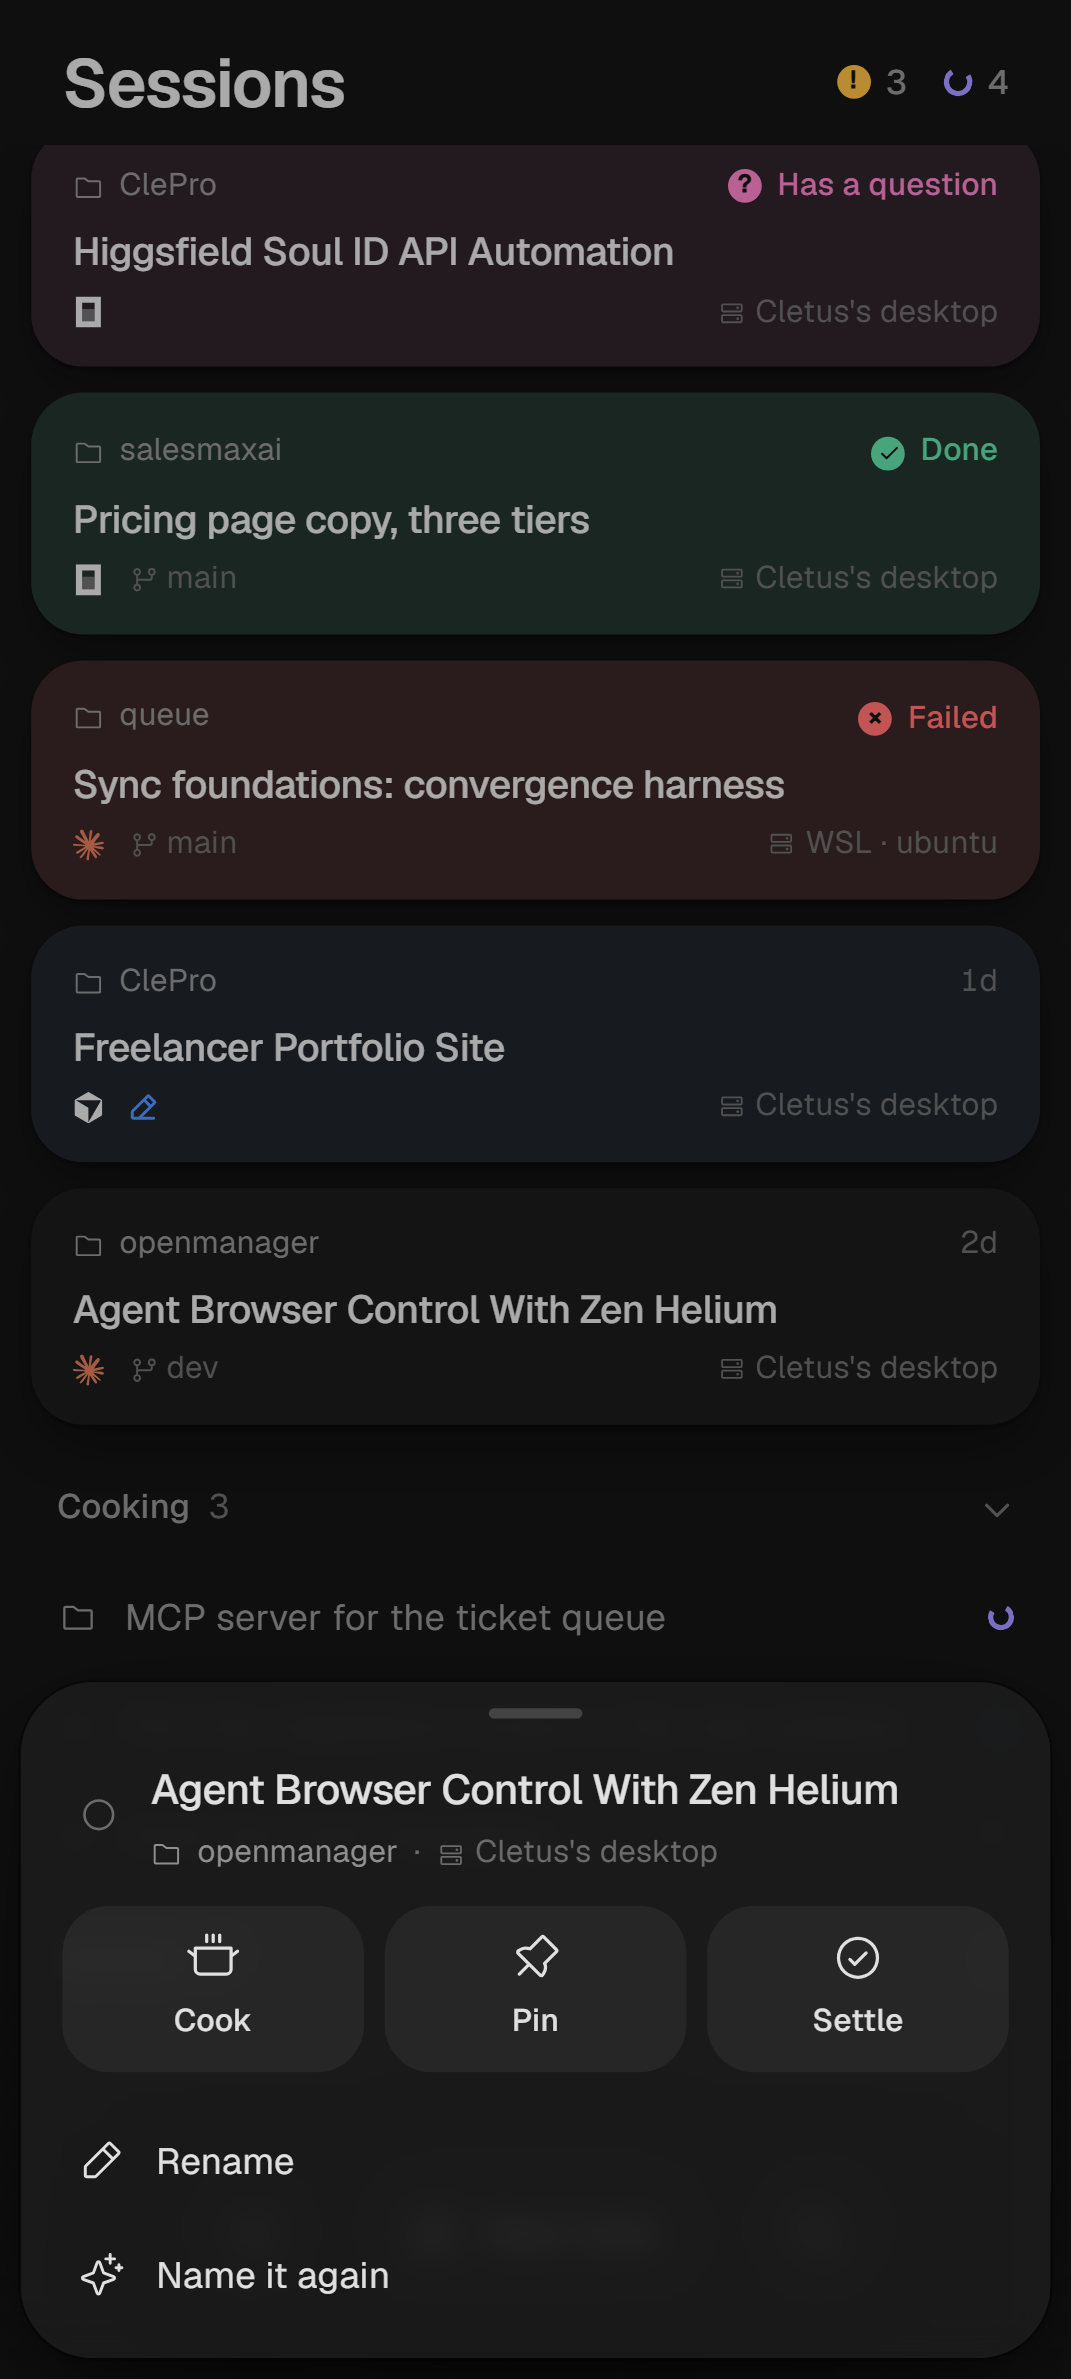 Sessions
3
4
ClePro
Has a question
Higgsfield Soul ID API Automation
Cletus's desktop
salesmaxai
Done
Pricing page copy, three tiers
main
Cletus's desktop
queue
Failed
Sync foundations: convergence harness
main
WSL · ubuntu
ClePro
1d
Freelancer Portfolio Site
Cletus's desktop
openmanager
2d
Agent Browser Control With Zen Helium
dev
Cletus's desktop
Cooking 3
MCP server for the ticket queue
Agent Browser Control With Zen Helium
openmanager · Cletus's desktop
Cook
Pin
Settle
Rename
Name it again